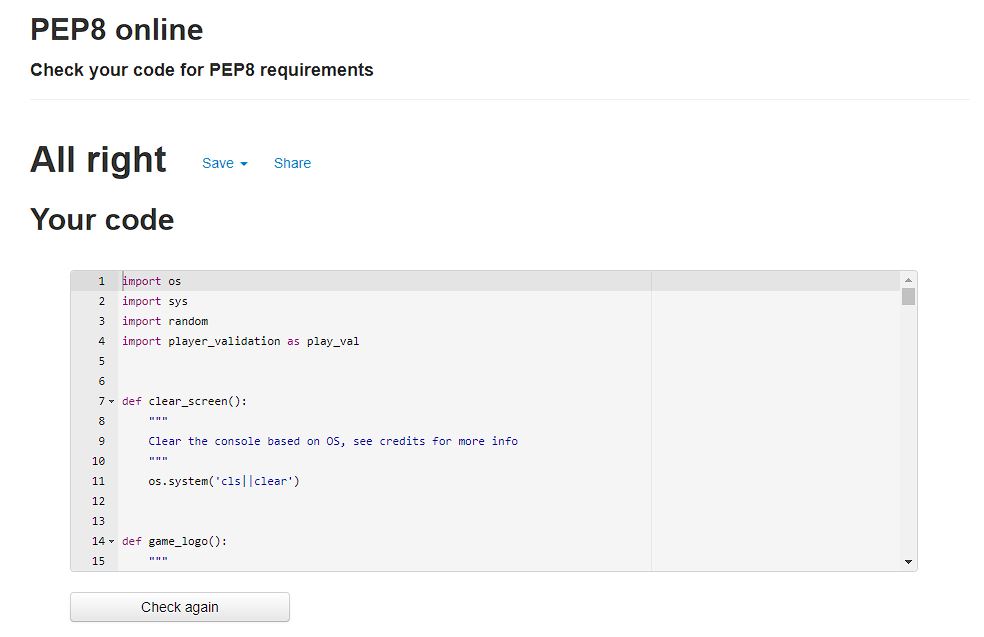 PEP8 online
Check your code for PEP8 requirements
All right Save Share
Your code
1 import os
2 import sys
3 import random
4 import player_validation as play_val
5
6
7 def clear_screen():
8 """
9 Clear the console based on OS, see credits for more info
10 """
11 os.system('cls||clear')
12
13
14 def game_logo():
15 """
Check again